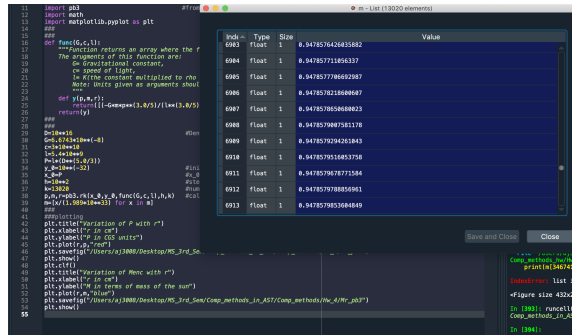 import pb3
import math
import matplotlib.pyplot as plt
###
###
def func(G,c,l):
"""Function returns an array where the f
The arugments of this function are:
G= Gravitational constant,
c= speed of light,
l= K(the constant multiplied to rho
Note: Units given as arguments shoul
"""
def y(p,m,r):
return([(-G*m*p**(3.0/5)/(l**(3.0/5)
return(y)
###
###
D=10**16
G=6.6743*10**(-8)
c=3*10**10
l=5.4*10**9
P=l*(D**(5.0/3))
y_0=10**(-32)
x_0=P
h=10**2
k=13020
p,m,r=pb3.rk(x_0,y_0,func(G,c,l),h,k)
m=[x/(1.989*10**33) for x in m]
###
###plotting
plt.title("Variation of P with r")
plt.xlabel("r in cm")
plt.ylabel("P in CGS units")
plt.plot(r,p,"red")
plt.savefig("/Users/aj3008/Desktop/MS_3rd_Sem
plt.show()
plt.clf()
plt.title("Variation of Menc with r")
plt.xlabel("r in cm")
plt.ylabel("M in terms of mass of the sun")
plt.plot(r,m,"blue")
plt.savefig("/Users/aj3008/Desktop/MS_3rd_Sem/Comp_methods_in_AST/Comp_methods/Hw_4/Mr_pb3")
plt.show()
m - List (13020 elements)
Inde Type Size Value
6903 float 1 0.9478576426035882
6904 float 1 0.947857711056337
6905 float 1 0.9478577706692987
6906 float 1 0.9478578218600607
6907 float 1 0.9478578650680023
6908 float 1 0.9478579007581178
6909 float 1 0.9478579294261043
6910 float 1 0.9478579516053758
6911 float 1 0.9478579678771584
6912 float 1 0.9478579788856961
6913 float 1 0.9478579853604849
Save and Close Close
print(m[34674
IndexError: list i
<Figure size 432x2
In [393]: runcell(
Comp_methods_in_AS
In [394]: